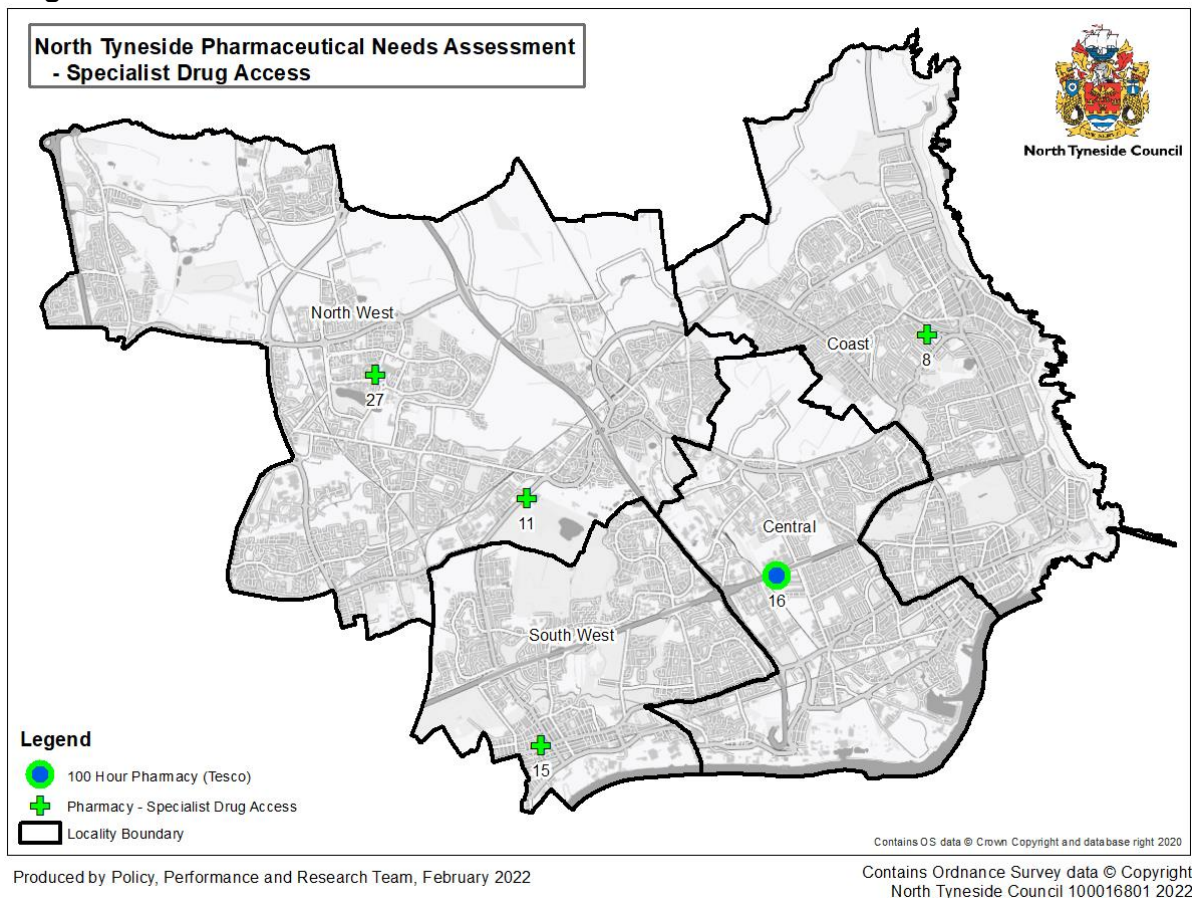 North Tyneside Pharmaceutical Needs Assessment
- Specialist Drug Access
North Tyneside Council
North West
Coast
8
27
11
Central
16
South West
15
Legend
100 Hour Pharmacy (Tesco)
Pharmacy - Specialist Drug Access
Locality Boundary
Contains OS data © Crown Copyright and database right 2020
Produced by Policy, Performance and Research Team, February 2022
Contains Ordnance Survey data © Copyright
North Tyneside Council 100016801 2022